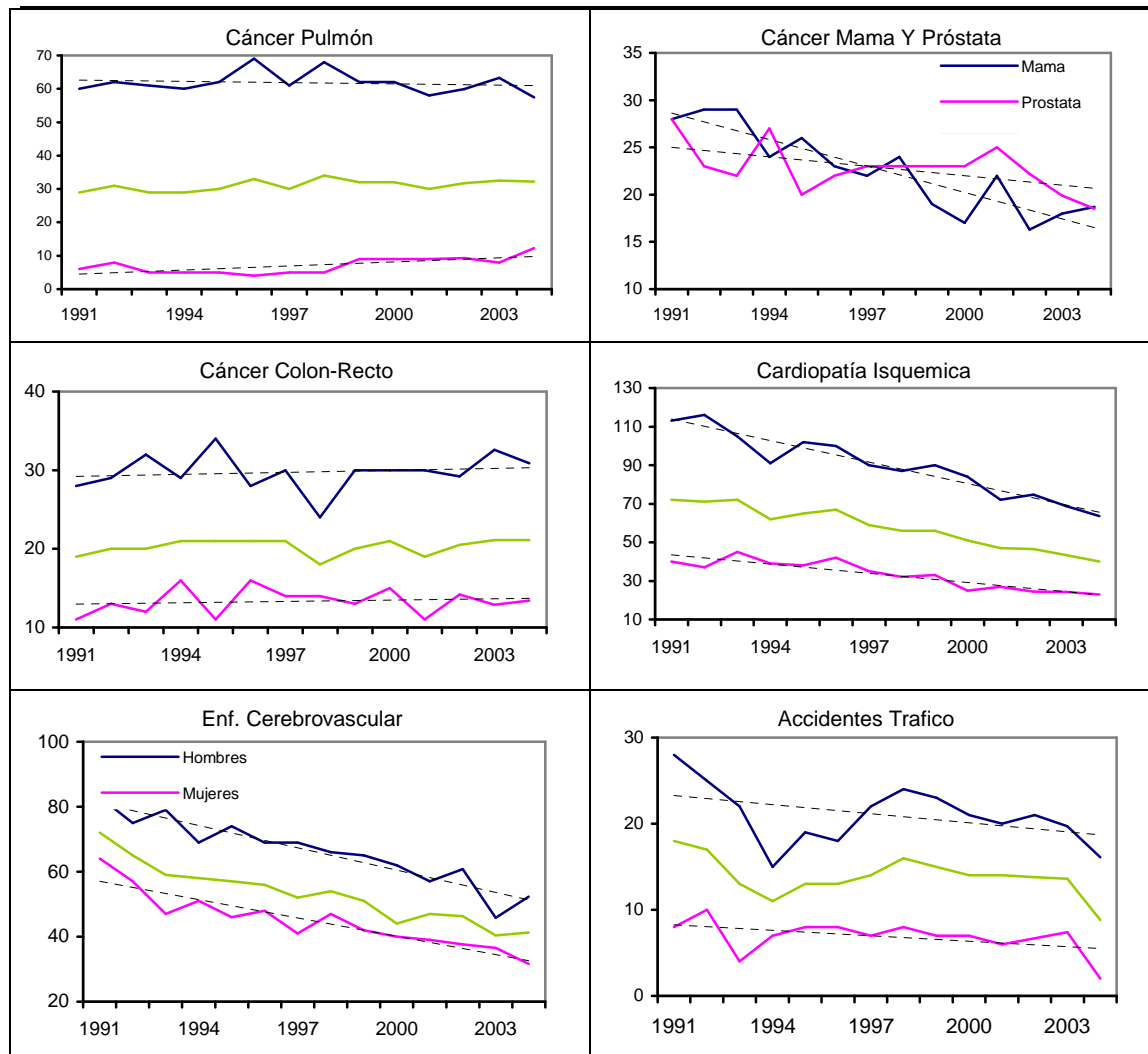 Cáncer Pulmón
70
60
50
40
30
20
10
0
1991 1994 1997 2000 2003
Cáncer Mama Y Próstata
35
30
25
20
15
10
Mama
Prostata
1991 1994 1997 2000 2003
Cáncer Colon-Recto
40
30
20
10
1991 1994 1997 2000 2003
Cardiopatía Isquemica
130
110
90
70
50
30
10
1991 1994 1997 2000 2003
Enf. Cerebrovascular
100
80
60
40
20
Hombres
Mujeres
1991 1994 1997 2000 2003
Accidentes Trafico
30
20
10
0
1991 1994 1997 2000 2003